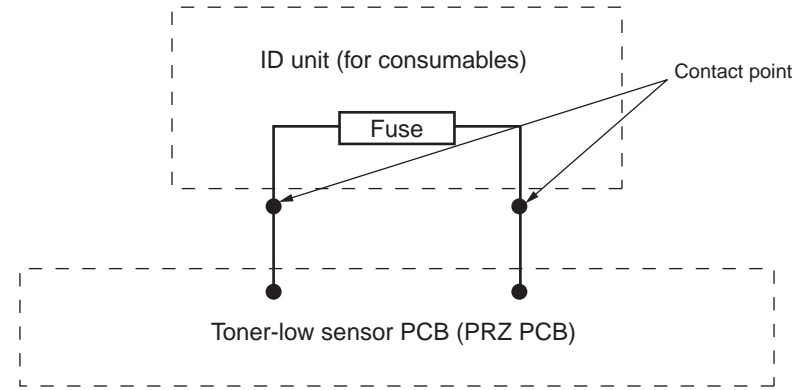 ID unit (for consumables)
Contact point
Fuse
Toner-low sensor PCB (PRZ PCB)